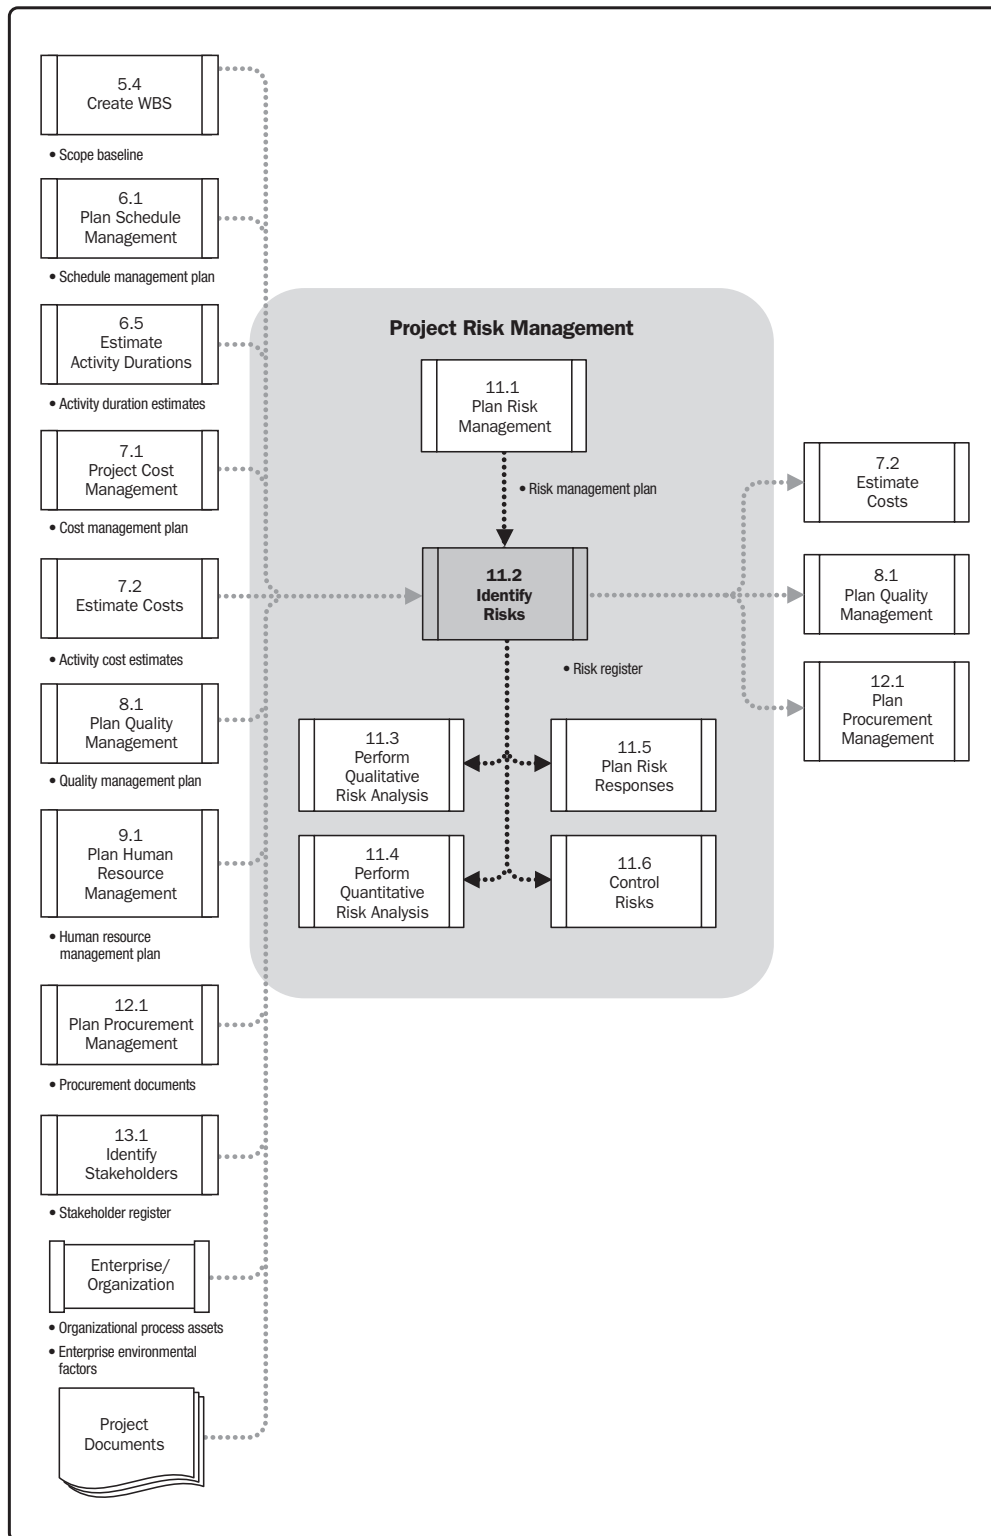 5.4
Create WBS
• Scope baseline
6.1
Plan Schedule
Management
• Schedule management plan
6.5
Estimate
Activity Durations
• Activity duration estimates
7.1
Project Cost
Management
• Cost management plan
7.2
Estimate Costs
• Activity cost estimates
8.1
Plan Quality
Management
• Quality management plan
9.1
Plan Human
Resource
Management
• Human resource
management plan
12.1
Plan Procurement
Management
• Procurement documents
13.1
Identify
Stakeholders
• Stakeholder register
Enterprise/
Organization
• Organizational process assets
• Enterprise environmental
factors
Project
Documents
Project Risk Management
11.1
Plan Risk
Management
• Risk management plan
11.2
Identify
Risks
• Risk register
11.3
Perform
Qualitative
Risk Analysis
11.5
Plan Risk
Responses
11.4
Perform
Quantitative
Risk Analysis
11.6
Control
Risks
7.2
Estimate
Costs
8.1
Plan Quality
Management
12.1
Plan
Procurement
Management